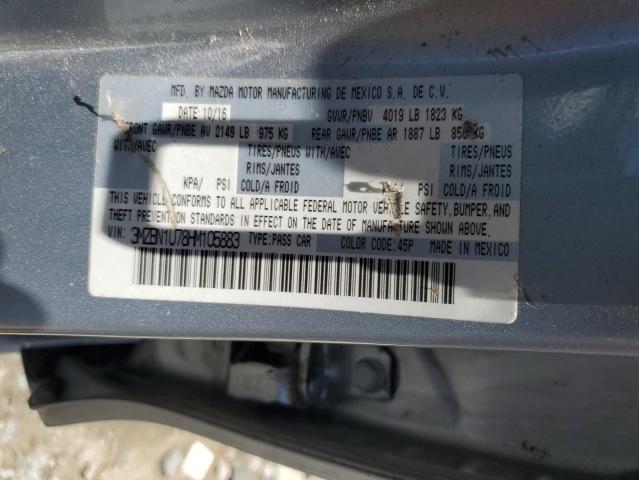 MFD. BY MAZDA MOTOR MANUFACTURING DE MEXICO S.A. DE C.V.
DATE 10/16 GVWR/PNBV 4019 LB 1823 KG
FRONT GAWR/PNBE AV 2149 LB 975 KG REAR GAWR/PNBE AR 1887 LB 856 KG
WITH/AVEC TIRES/PNEUS WITH/AVEC TIRES/PNEUS
RIMS/JANTES RIMS/JANTES
KPA/ PSI COLD/A FROID PSI COLD/A FROID
THIS VEHICLE CONFORMS TO ALL APPLICABLE FEDERAL MOTOR VEHICLE SAFETY, BUMPER, AND
THEFT PREVENTION STANDARDS IN EFFECT ON THE DATE OF MANUFACTURE SHOWN ABOVE.
VIN: 3MZBN1U78HM105883 TYPE:PASS CAR COLOR CODE:45P MADE IN MEXICO